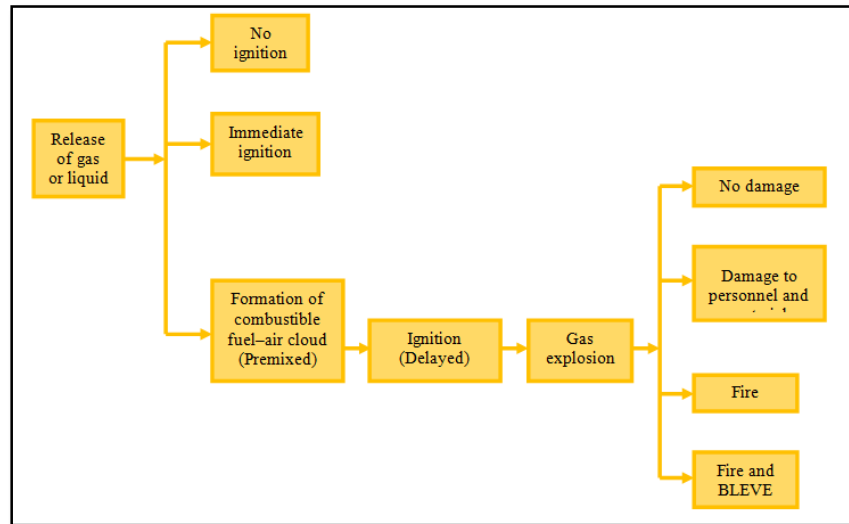 No
ignition
Immediate
ignition
Release
of gas
or liquid
Formation of
combustible
fuel–air cloud
(Premixed)
Ignition
(Delayed)
Gas
explosion
No damage
Damage to
personnel and
Fire
Fire and
BLEVE